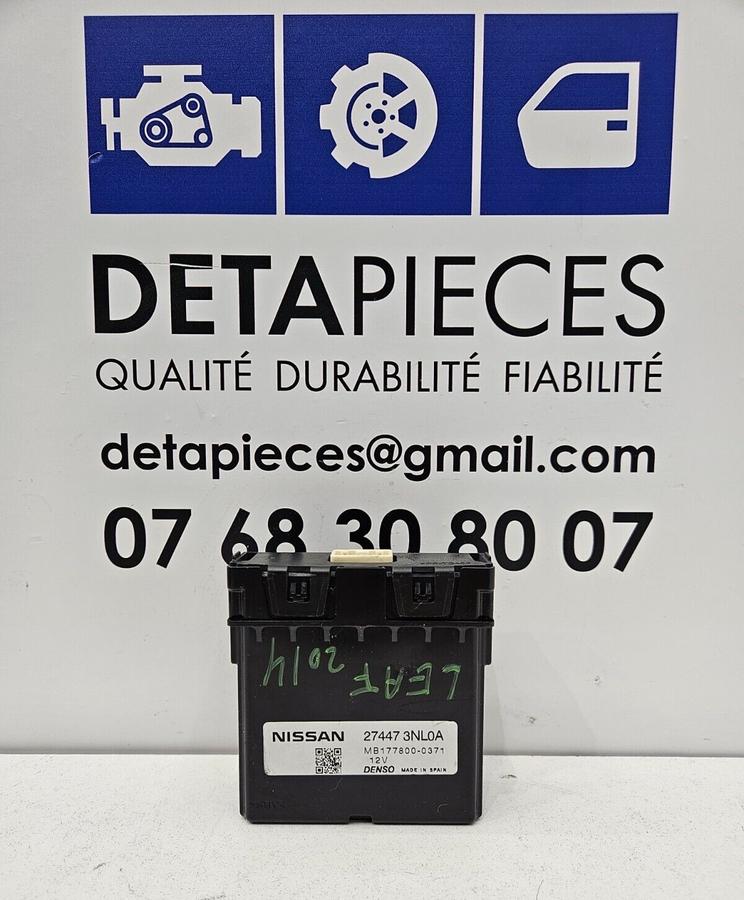 DETAPIECES
QUALITÉ DURABILITÉ FIABILITÉ
detapieces@gmail.com
07 68 30 80 07
LEAF 2014
NISSAN 27447 3NL0A
MB177800-0371
12V
DENSO MADE IN SPAIN